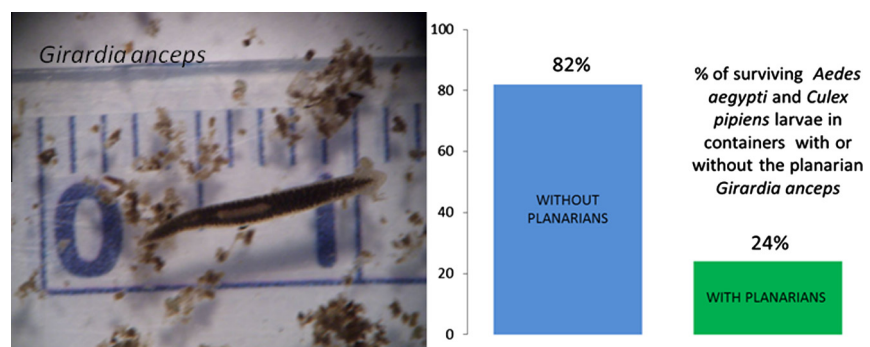 Girardia anceps
0 1
100
80
60
40
20
0
82%
WITHOUT
PLANARIANS
% of surviving Aedes
aegypti and Culex
pipiens larvae in
containers with or
without the planarian
Girardia anceps
24%
WITH PLANARIANS